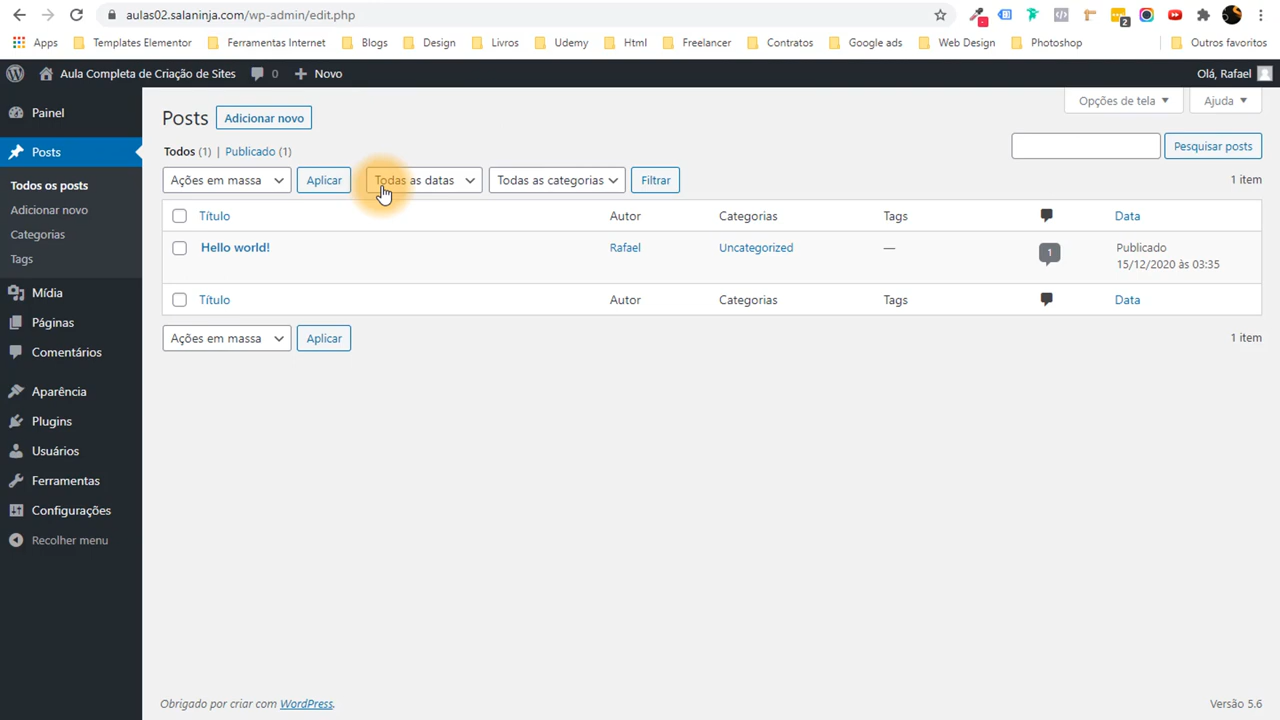 aulas02.salaninja.com/wp-admin/edit.php
2
Apps Templates Elementor Ferramentas Internet Blogs Design Livros Udemy Html Freelancer Contratos Google ads Web Design Photoshop Outros favoritos
Aula Completa de Criação de Sites 0 Novo Olá, Rafael
Painel
Posts
Todos os posts
Adicionar novo
Categorias
Tags
Mídia
Páginas
Comentários
Aparência
Plugins
Usuários
Ferramentas
Configurações
Recolher menu
Opções de tela Ajuda
Posts Adicionar novo
Todos (1) | Publicado (1)
Pesquisar posts
Ações em massa Aplicar Todas as datas Todas as categorias Filtrar 1 item
Título Autor Categorias Tags Data
Hello world! Rafael Uncategorized — 1 Publicado
15/12/2020 às 03:35
Título Autor Categorias Tags Data
Ações em massa Aplicar 1 item
Obrigado por criar com WordPress. Versão 5.6